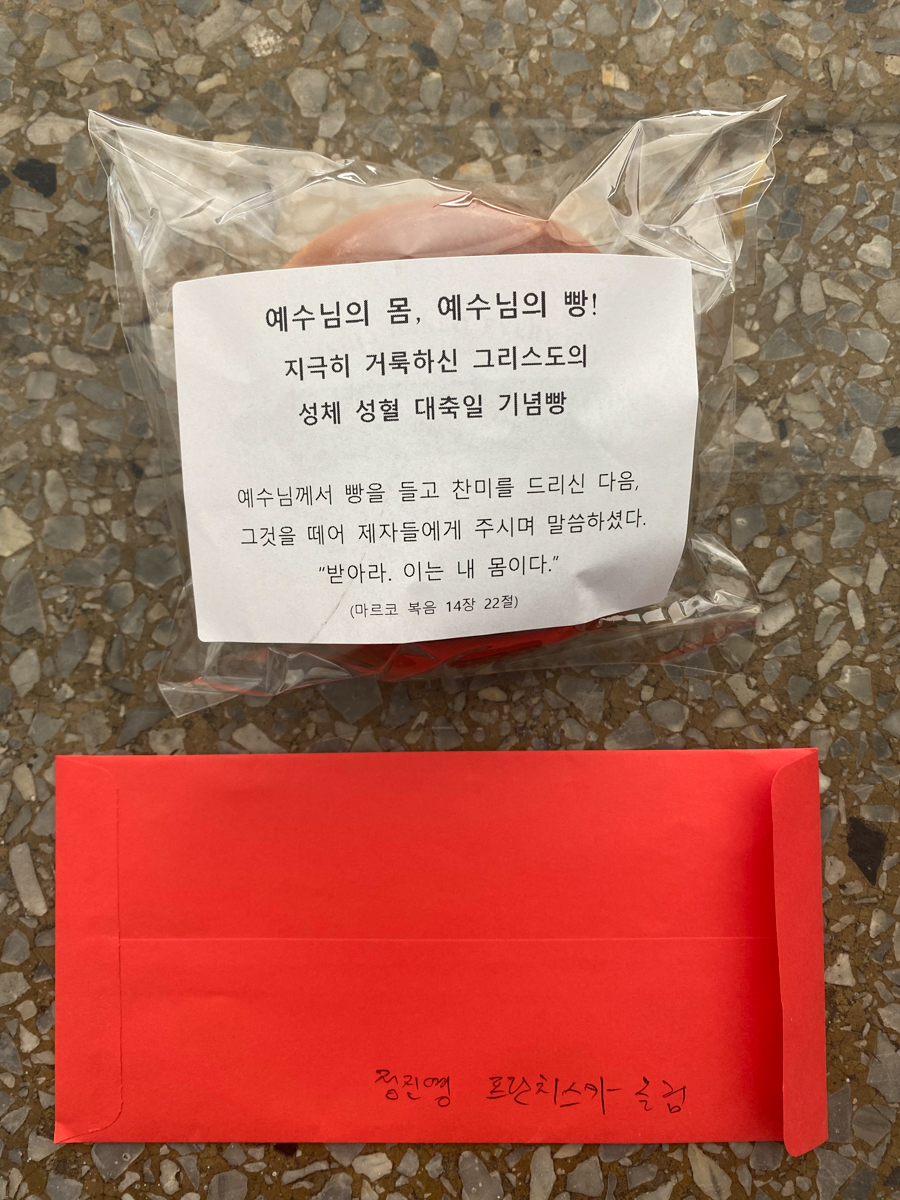 예수님의 몸, 예수님의 빵!
지극히 거룩하신 그리스도의
성체 성혈 대축일 기념빵
예수님께서 빵을 들고 찬미를 드리신 다음,
그것을 떼어 제자들에게 주시며 말씀하셨다.
"받아라. 이는 내 몸이다."
(마르코 복음 14장 22절)
정진영 프란치스카